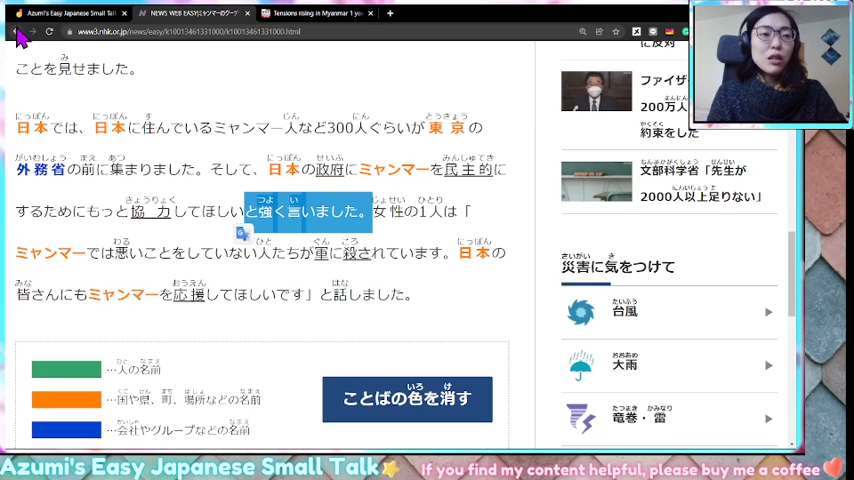 Azumi's Easy Japanese Small Talk
NEWS WEB EASY|ミャンマーのクーデ
Tensions rising in Myanmar 1 yea
www3.nhk.or.jp/news/easy/k10013461331000/k10013461331000.html
ことを見せました。
日本では、日本に住んでいるミャンマー人など300人ぐらいが東京の
外務省の前に集まりました。そして、日本の政府にミャンマーを民主的に
するためにもっと協力してほしいと強く言いました。女性の1人は「
ミャンマーでは悪いことをしていない人たちが軍に殺されています。日本の
皆さんにもミャンマーを応援してほしいです」と話しました。
…人の名前
…国や県、町、場所などの名前
…会社やグループなどの名前
ことばの色を消す
に反対
ファイザー
200万人
約束をした
文部科学省「先生が
2000人以上足りない」
災害に気をつけて
台風
大雨
竜巻・雷
Azumi's Easy Japanese Small Talk
If you find my content helpful, please buy me a coffee